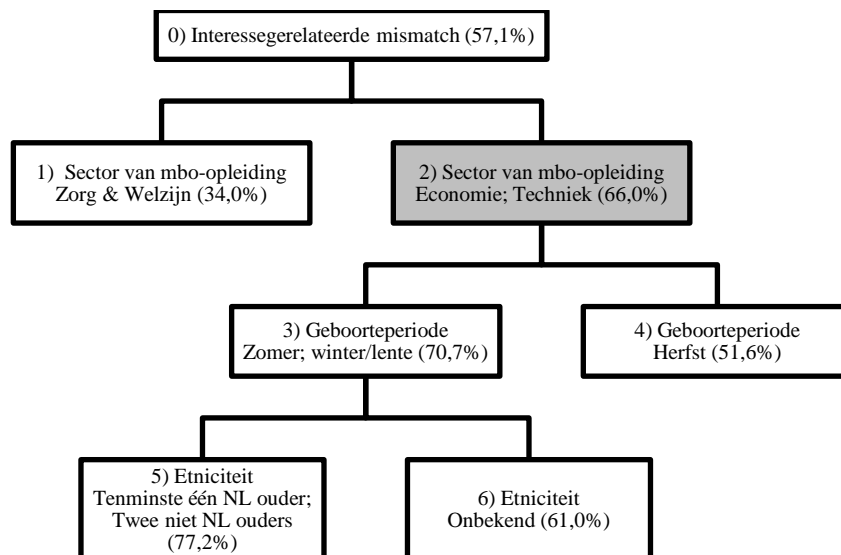 0) Interessegerelateerde mismatch (57,1%)
1)  Sector van mbo-opleiding
Zorg & Welzijn (34,0%)
2) Sector van mbo-opleiding
Economie; Techniek (66,0%)
3) Geboorteperiode
Zomer; winter/lente (70,7%)
4) Geboorteperiode
Herfst (51,6%)
5) Etniciteit
Tenminste één NL ouder;
Twee niet NL ouders
(77,2%)
6) Etniciteit
Onbekend (61,0%)